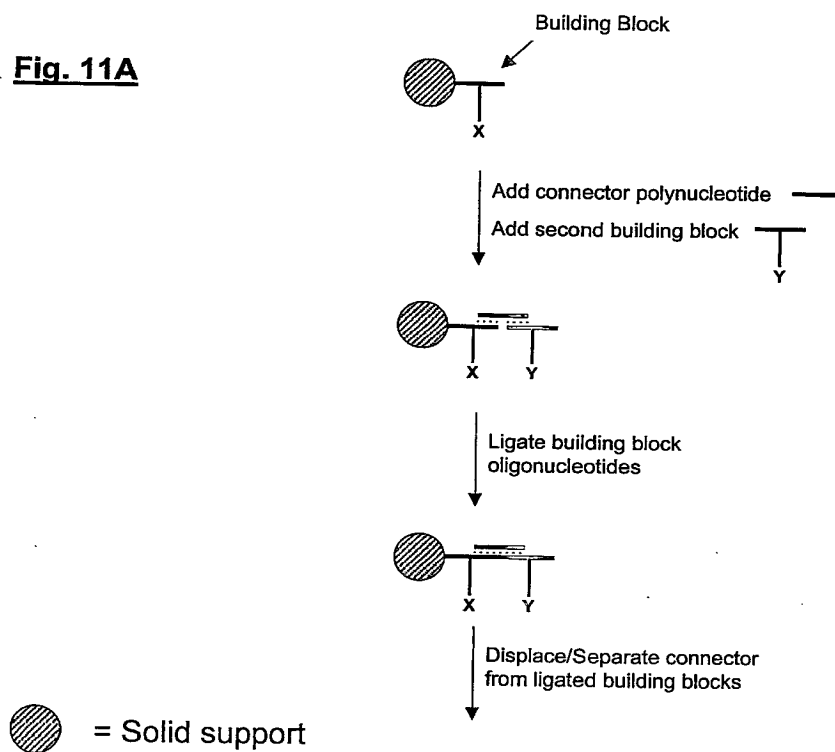 Fig. 11A
Building Block
X
Add connector polynucleotide
Add second building block
Y
X Y
Ligate building block
oligonucleotides
X Y
Displace/Separate connector
from ligated building blocks
= Solid support